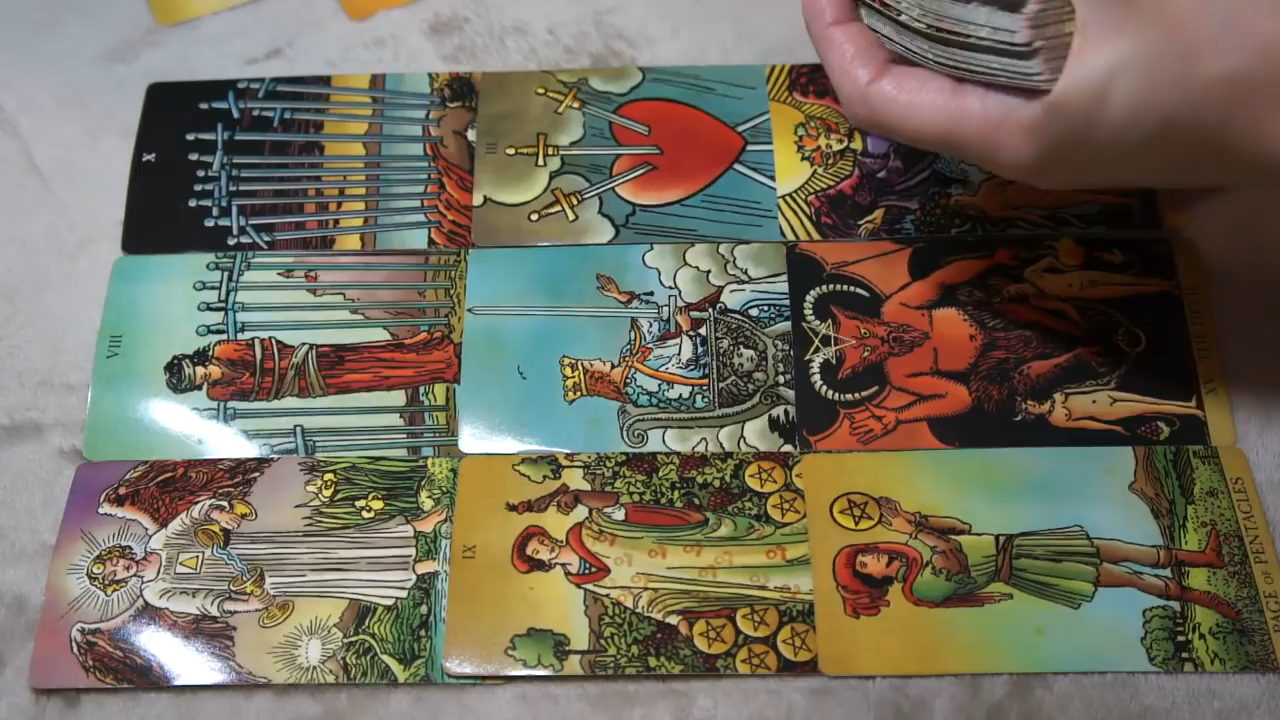 X
III
VIII
XV THE DEVIL
IX
PAGE OF PENTACLES